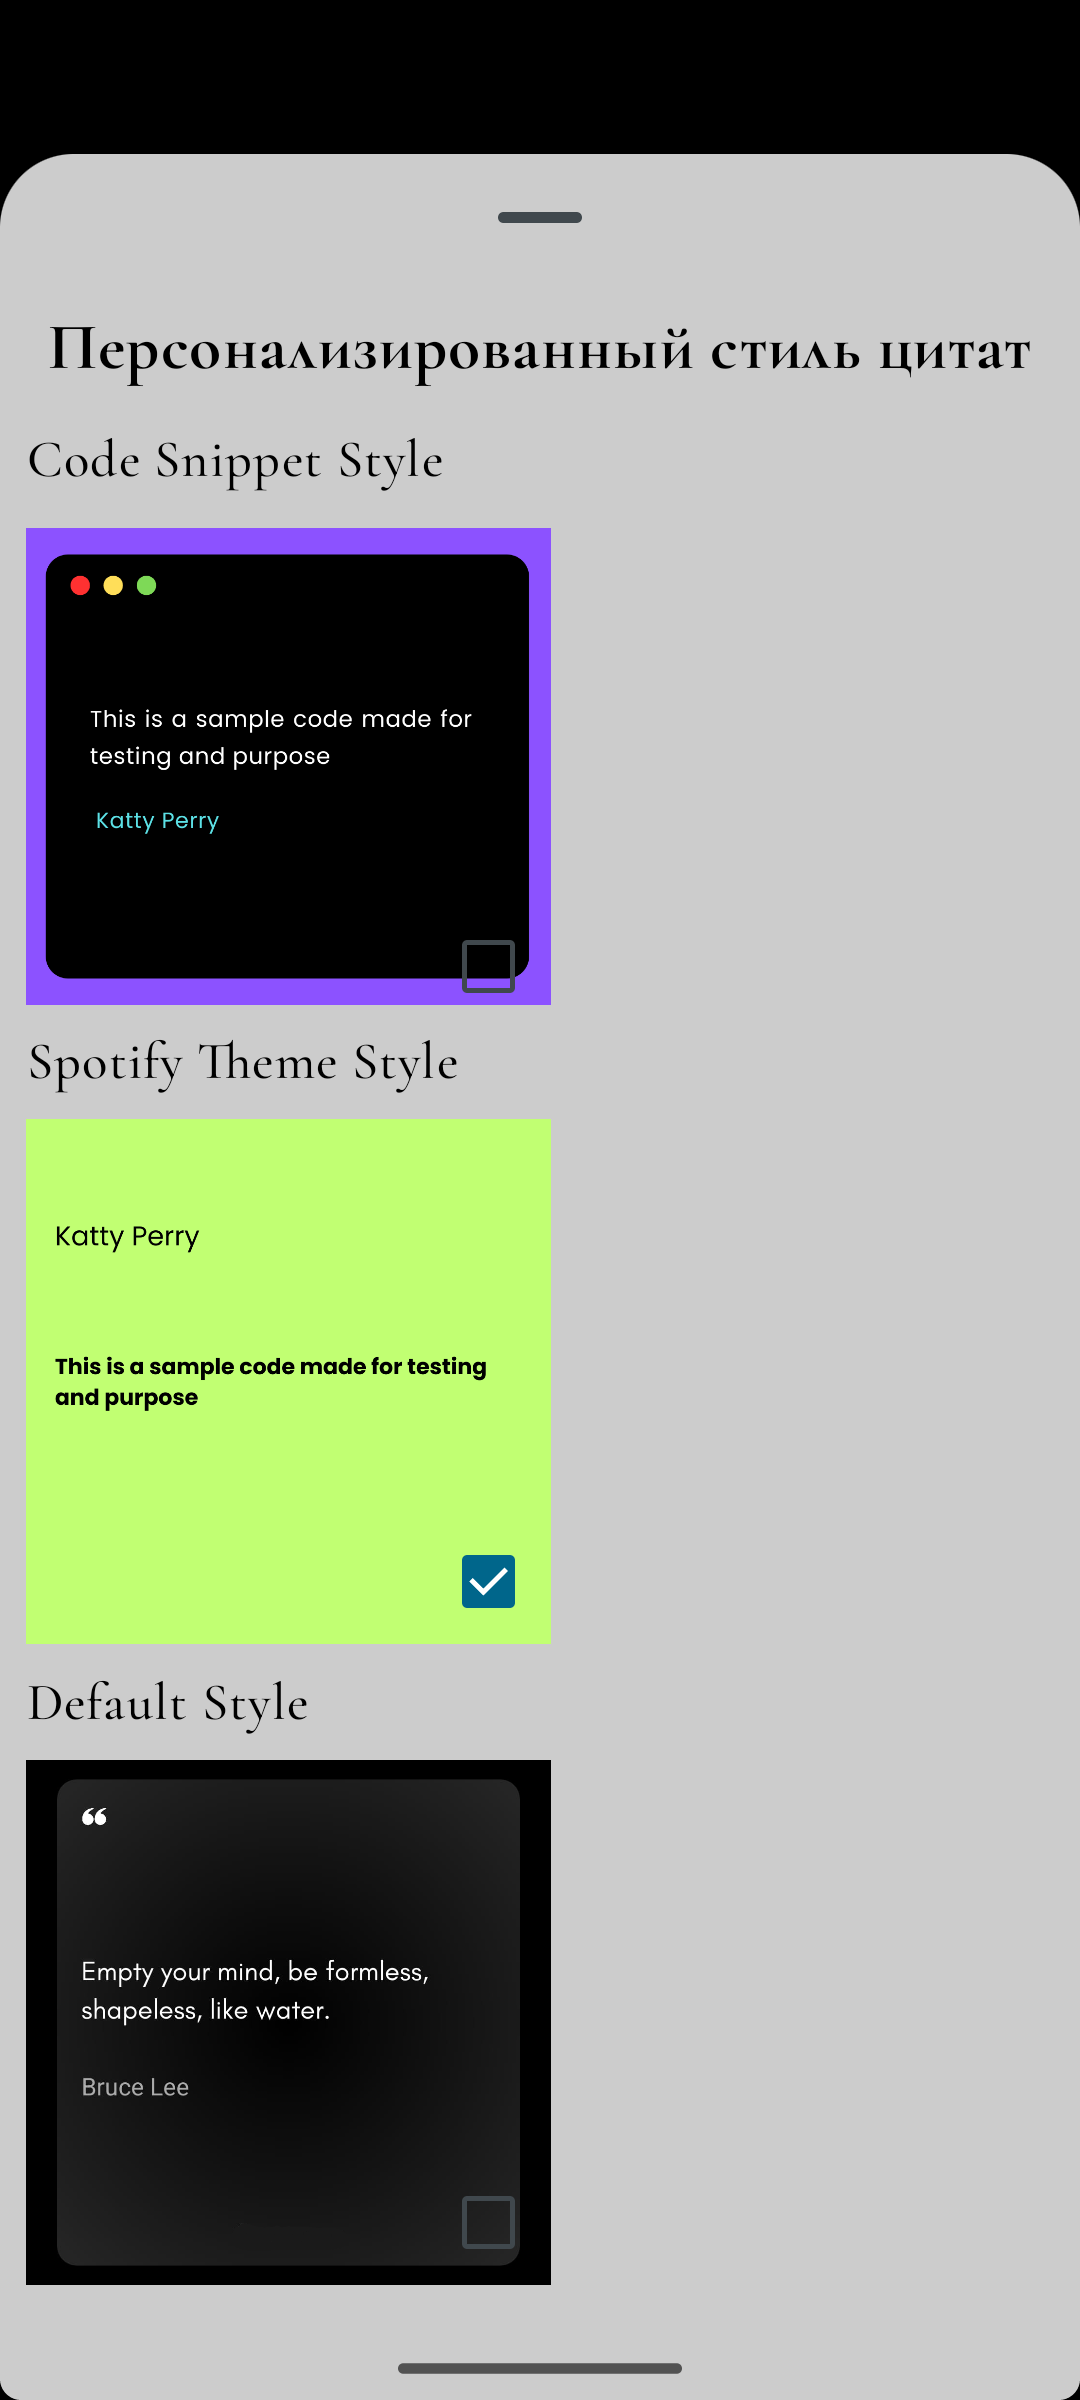 Персонализированный стиль цитат
Code Snippet Style
This is a sample code made for
testing and purpose
Katty Perry
Spotify Theme Style
Katty Perry
This is a sample code made for testing
and purpose
Default Style
❝
Empty your mind, be formless,
shapeless, like water.
Bruce Lee